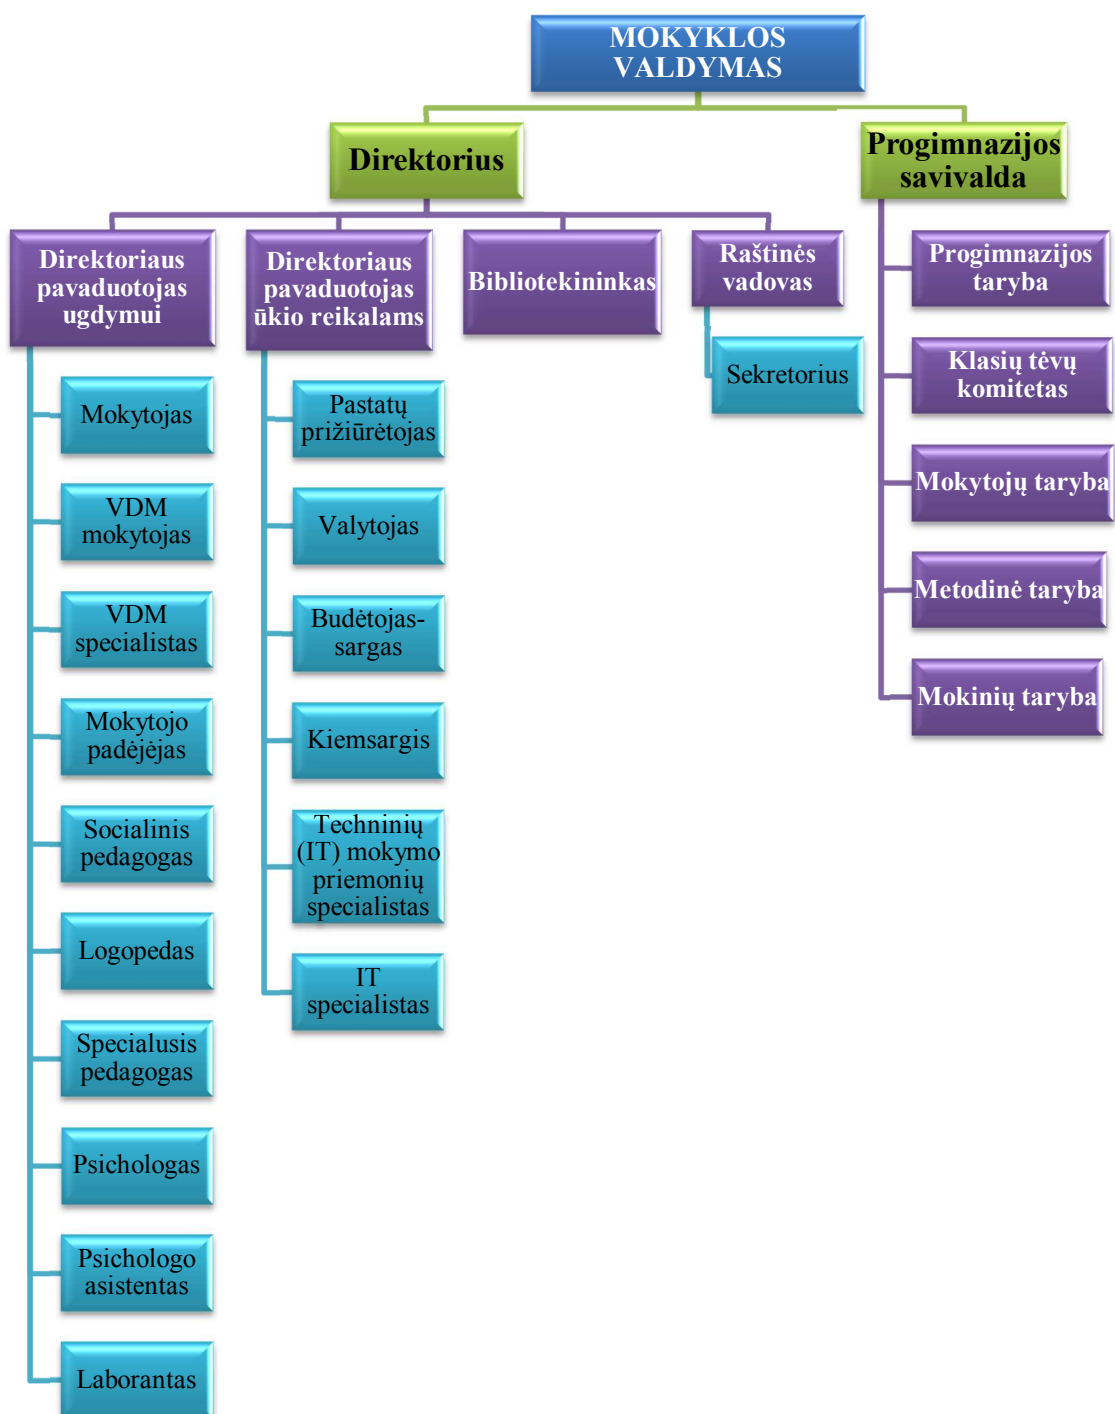 MOKYKLOS
VALDYMAS
Direktorius
Progimnazijos
savivalda
Direktoriaus
pavaduotojas
ugdymui
Direktoriaus
pavaduotojas
ūkio reikalams
Bibliotekininkas
Raštinės
vadovas
Sekretorius
Mokytojas
VDM
mokytojas
VDM
specialistas
Mokytojo
padėjėjas
Socialinis
pedagogas
Logopedas
Specialusis
pedagogas
Psichologas
Psichologo
asistentas
Laborantas
Pastatų
prižiūrėtojas
Valytojas
Budėtojas-
sargas
Kiemsargis
Techninių
(IT) mokymo
priemonių
specialistas
IT
specialistas
Progimnazijos
taryba
Klasių tėvų
komitetas
Mokytojų taryba
Metodinė taryba
Mokinių taryba